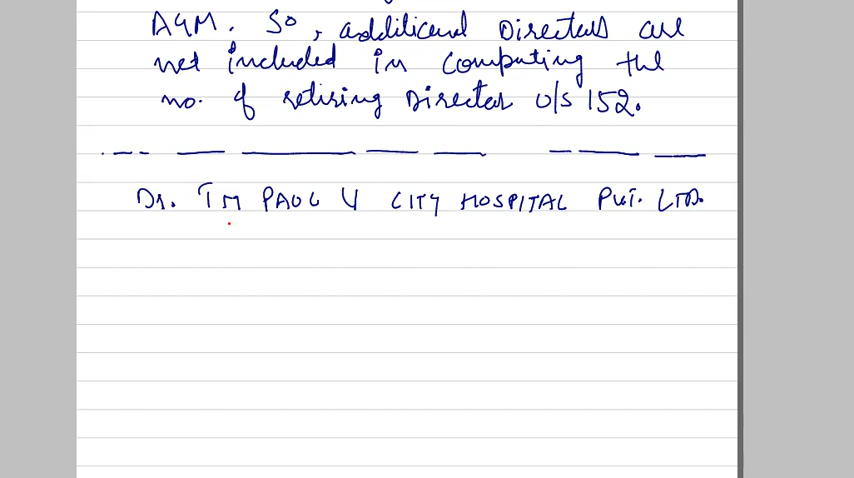 AGM. So, additional Directors are
not included in computing the
no. of retiring Director u/s 152.
Dr. TM PAUL V CITY HOSPITAL PVT. LTD.